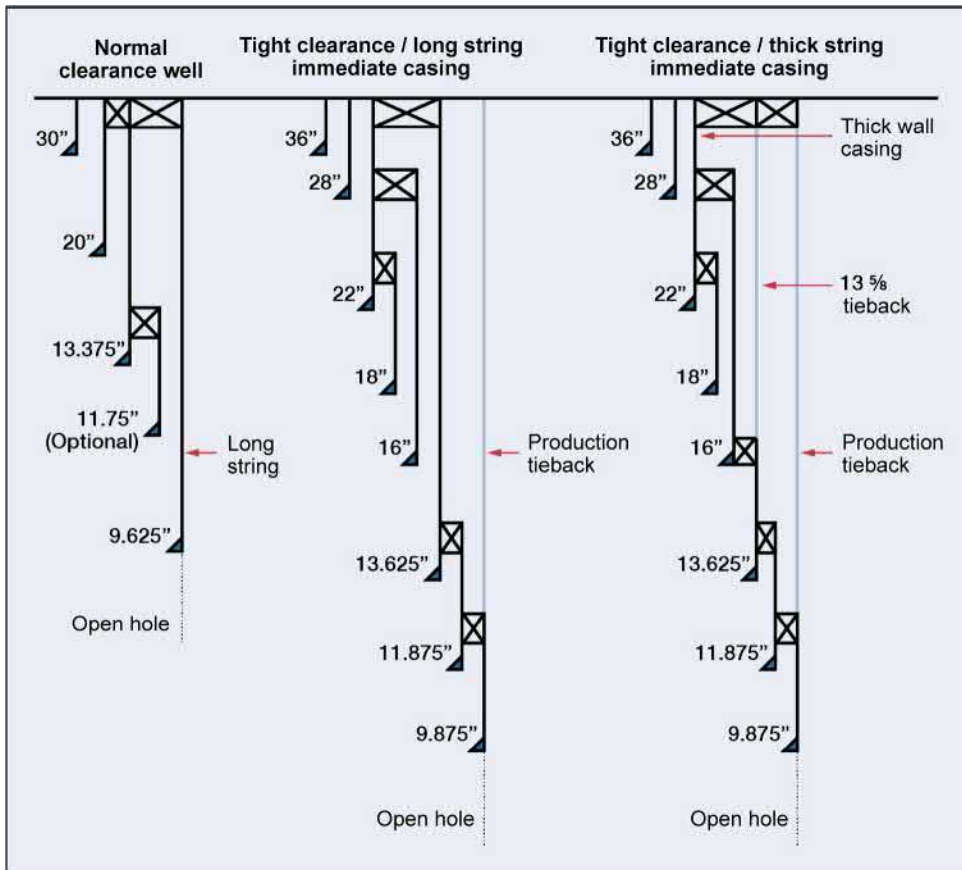 Normal
clearance well
30”
20”
13.375”
11.75”
(Optional)
Long
string
9.625”
Open hole
Tight clearance / long string
immediate casing
36”
28”
22”
18”
16”
Production
tieback
13.625”
11.875”
9.875”
Open hole
Tight clearance / thick string
immediate casing
36”
Thick wall
casing
28”
22”
13 ⅝
tieback
18”
16”
Production
tieback
13.625”
11.875”
9.875”
Open hole